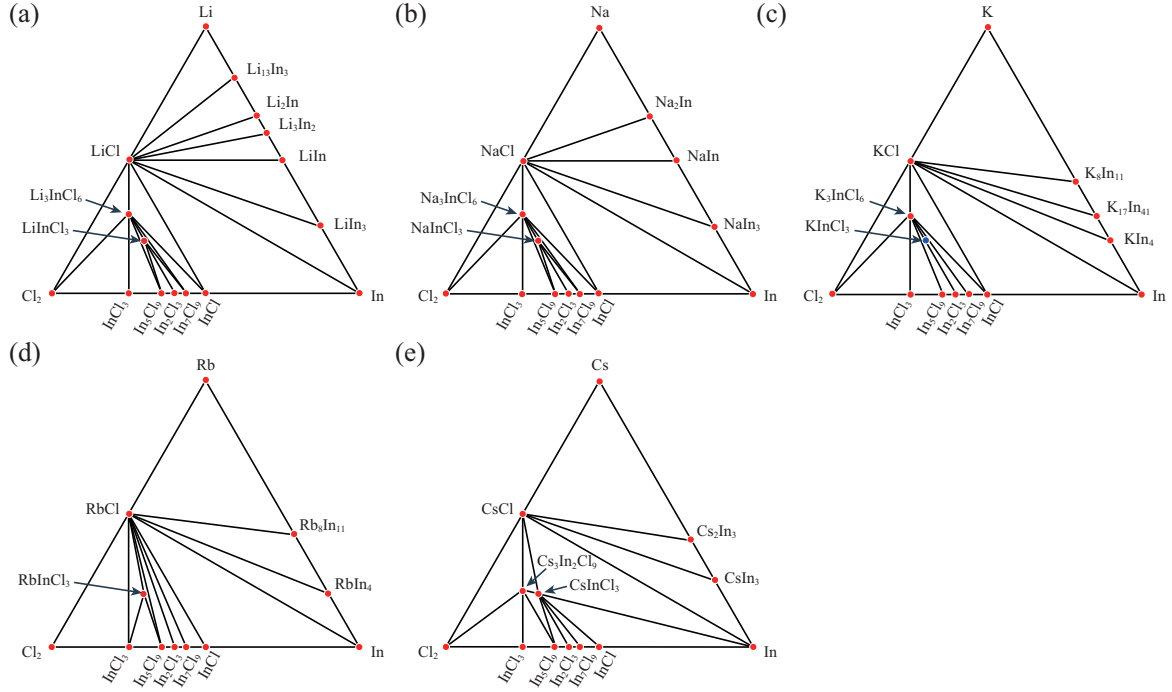 (a)
Li
Li₁₃In₃
Li₂In
Li₃In₂
LiCl
LiIn
Li₃InCl₆
LiInCl₃
LiIn₃
Cl₂
In
InCl₃
In₅Cl₉
In₂Cl₃
In₇Cl₉
InCl
(b)
Na
Na₂In
NaCl
NaIn
Na₃InCl₆
NaInCl₃
NaIn₃
Cl₂
In
InCl₃
In₅Cl₉
In₂Cl₃
In₇Cl₉
InCl
(c)
K
KCl
K₈In₁₁
K₃InCl₆
K₁₇In₄₁
KInCl₃
KIn₄
Cl₂
In
InCl₃
In₅Cl₉
In₂Cl₃
In₇Cl₉
InCl
(d)
Rb
RbCl
Rb₈In₁₁
RbInCl₃
RbIn₄
Cl₂
In
InCl₃
In₅Cl₉
In₂Cl₃
In₇Cl₉
InCl
(e)
Cs
CsCl
Cs₂In₃
Cs₃In₂Cl₉
CsInCl₃
CsIn₃
Cl₂
In
InCl₃
In₅Cl₉
In₂Cl₃
In₇Cl₉
InCl